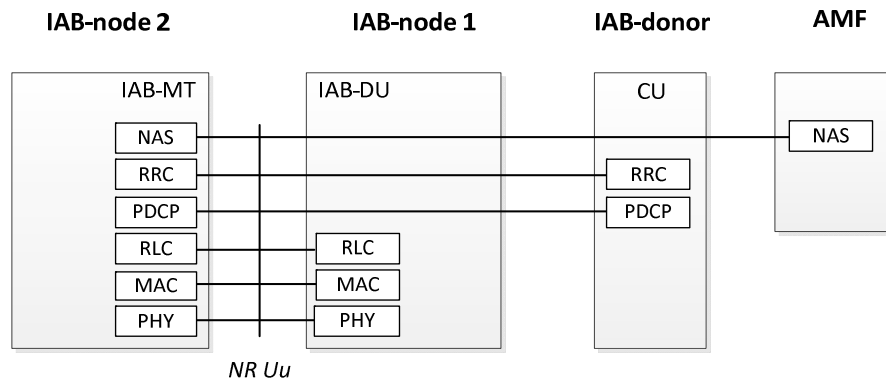 IAB-node 2 IAB-node 1 IAB-donor AMF
IAB-MT IAB-DU CU
NAS NAS
RRC RRC
PDCP PDCP
RLC RLC
MAC MAC
PHY PHY
NR Uu